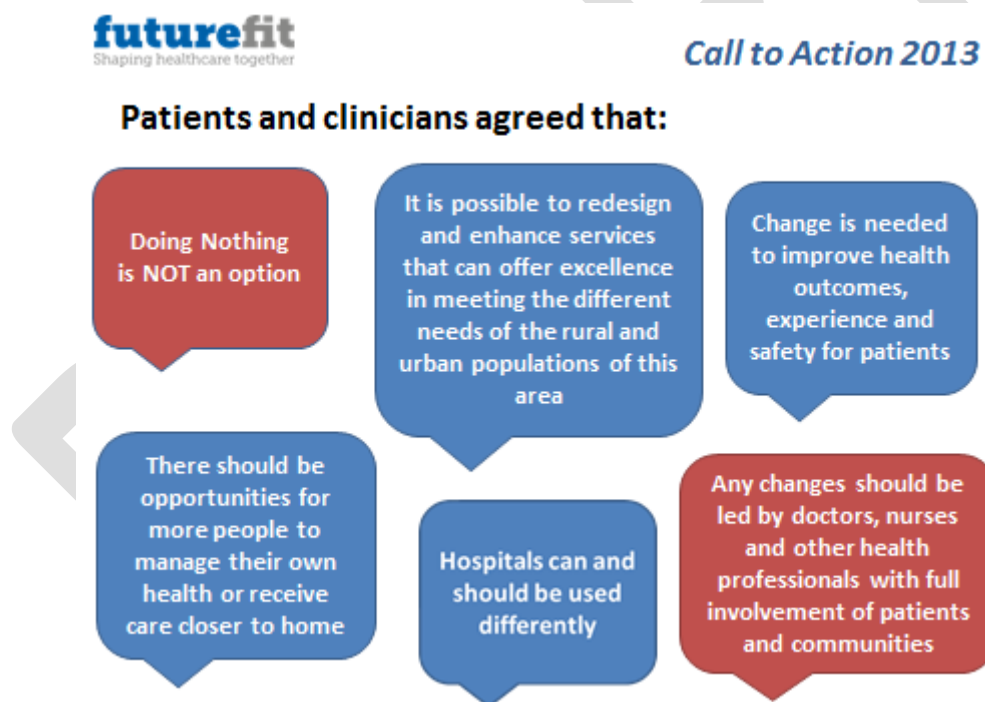 futurefit
Shaping healthcare together
Call to Action 2013
Patients and clinicians agreed that:
Doing Nothing
is NOT an option
It is possible to redesign
and enhance services
that can offer excellence
in meeting the different
needs of the rural and
urban populations of this
area
Change is needed
to improve health
outcomes,
experience and
safety for patients
There should be
opportunities for
more people to
manage their own
health or receive
care closer to home
Hospitals can and
should be used
differently
Any changes should be
led by doctors, nurses
and other health
professionals with full
involvement of patients
and communities